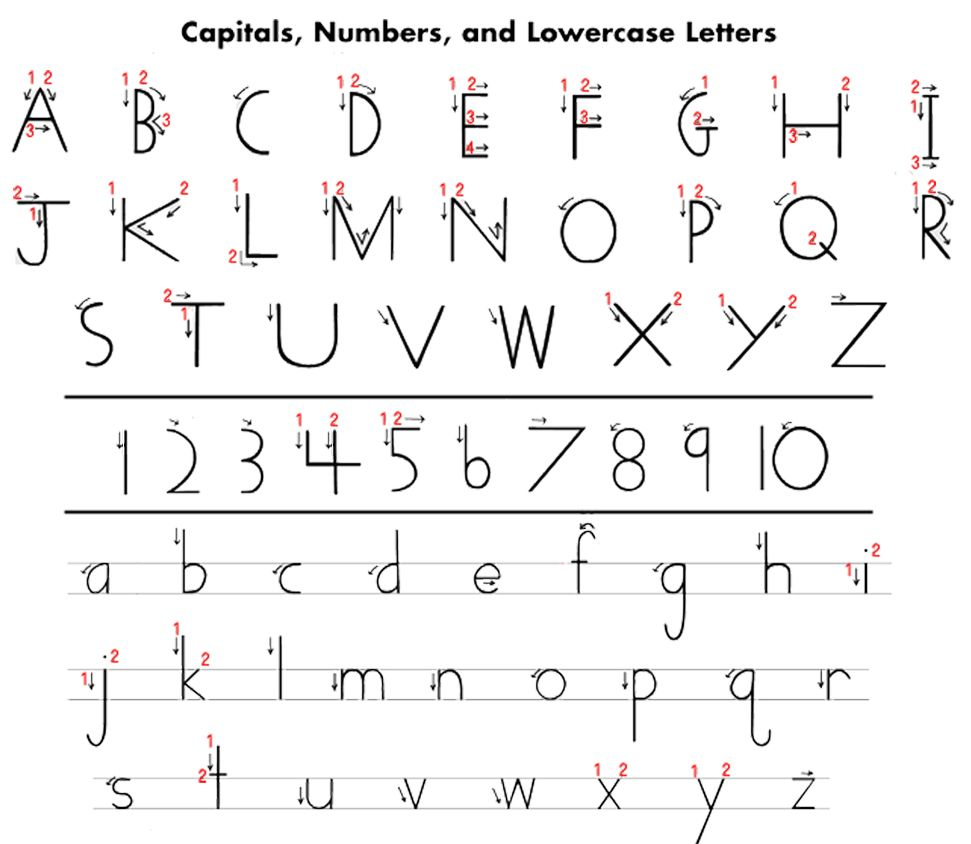 Capitals, Numbers, and Lowercase Letters
A B C D E F G H I
J K L M N O P Q R
S T U V W X Y Z
1 2 3 4 5 6 7 8 9 10
a b c d e f g h i
j k l m n o p q r
s t u v w x y z